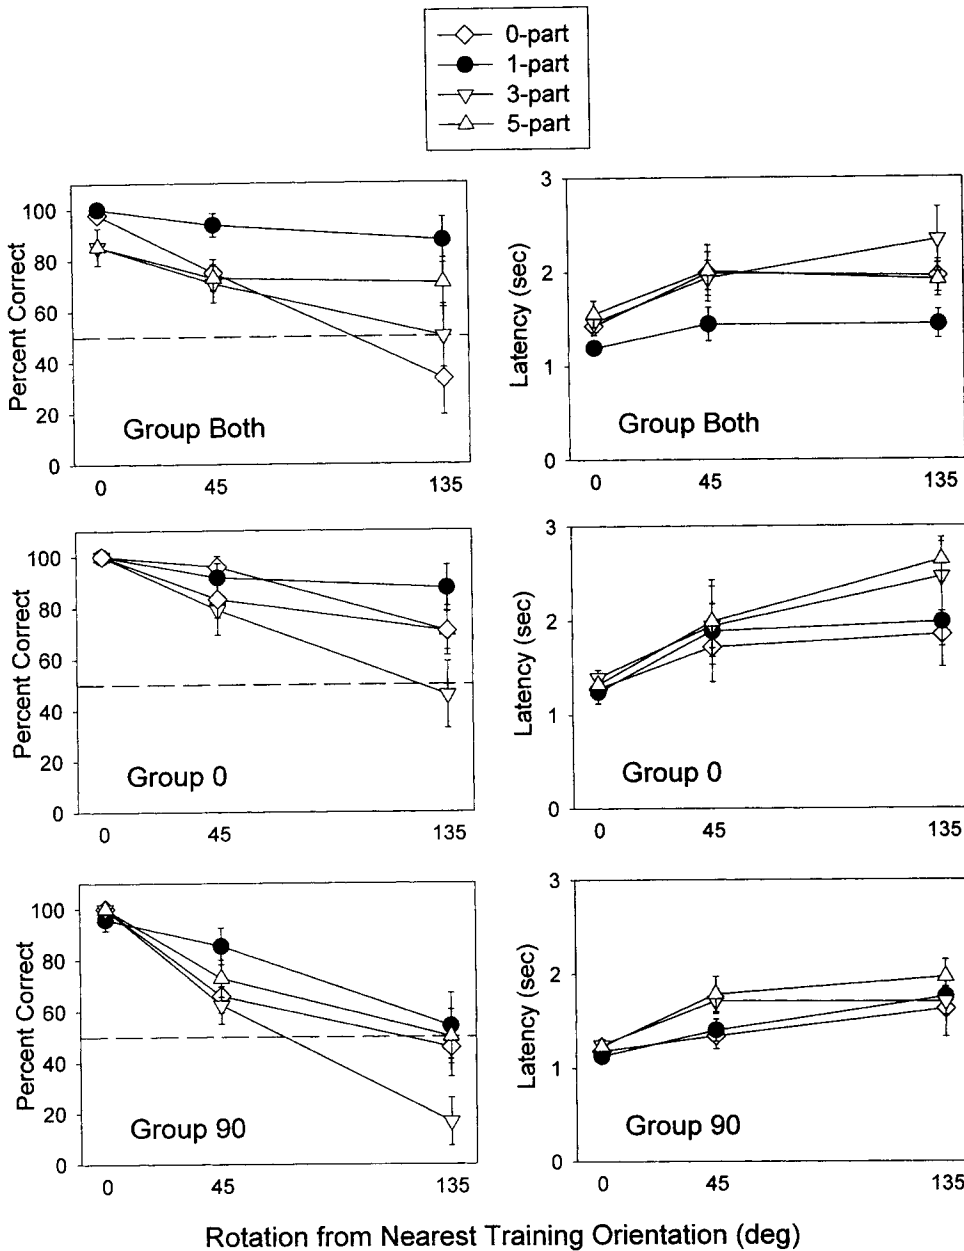 0-part
1-part
3-part
5-part
Percent Correct
100
80
60
40
20
0
Group Both
0
45
135
Latency (sec)
3
2
1
0
Group Both
0
45
135
Percent Correct
100
80
60
40
20
0
Group 0
0
45
135
Latency (sec)
3
2
1
0
Group 0
0
45
135
Percent Correct
100
80
60
40
20
0
Group 90
0
45
135
Latency (sec)
3
2
1
0
Group 90
0
45
135
Rotation from Nearest Training Orientation (deg)